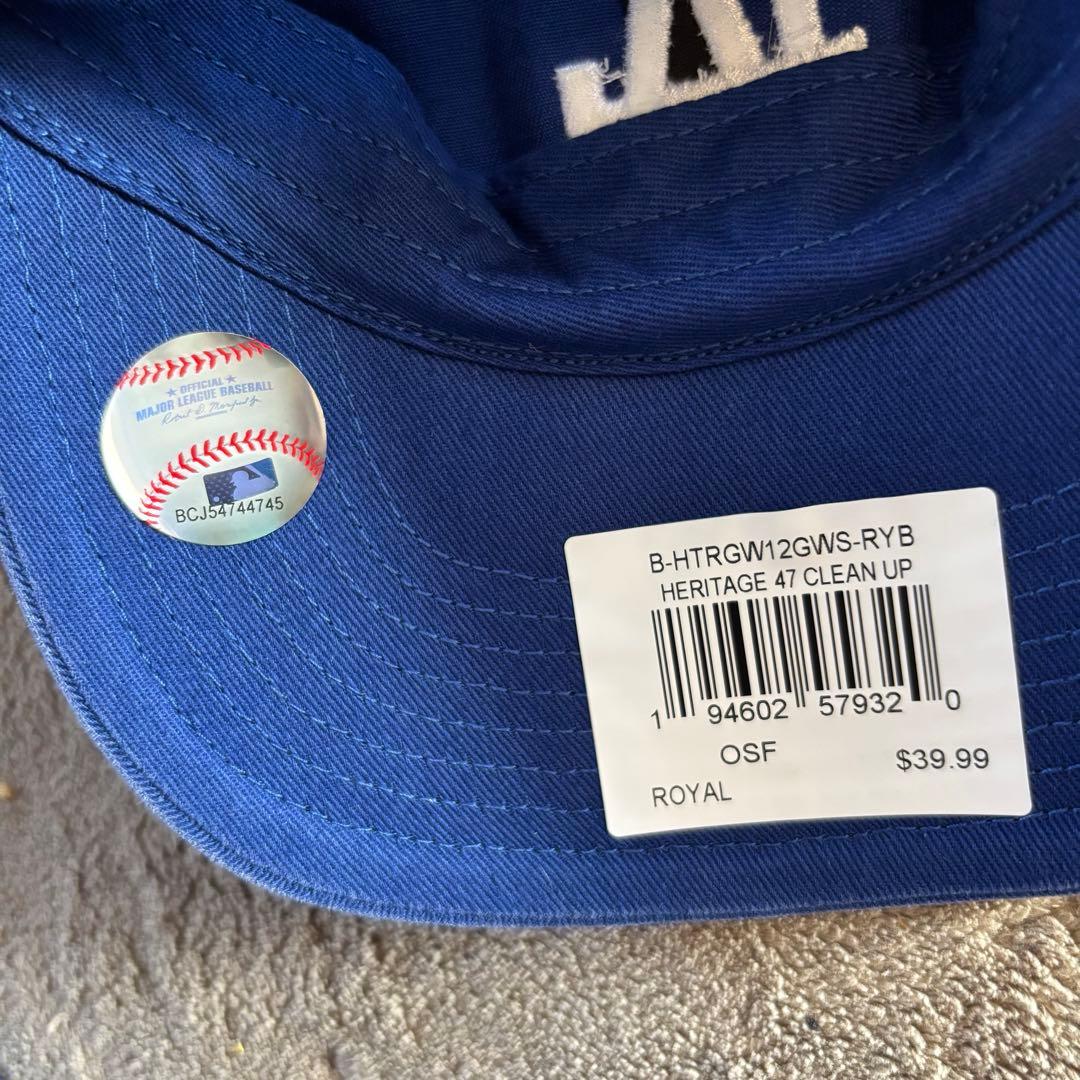 ★ OFFICIAL ★
MAJOR LEAGUE BASEBALL
BCJ54744745
B-HTRGW12GWS-RYB
HERITAGE 47 CLEAN UP
1 94602 57932 0
OSF
$39.99
ROYAL